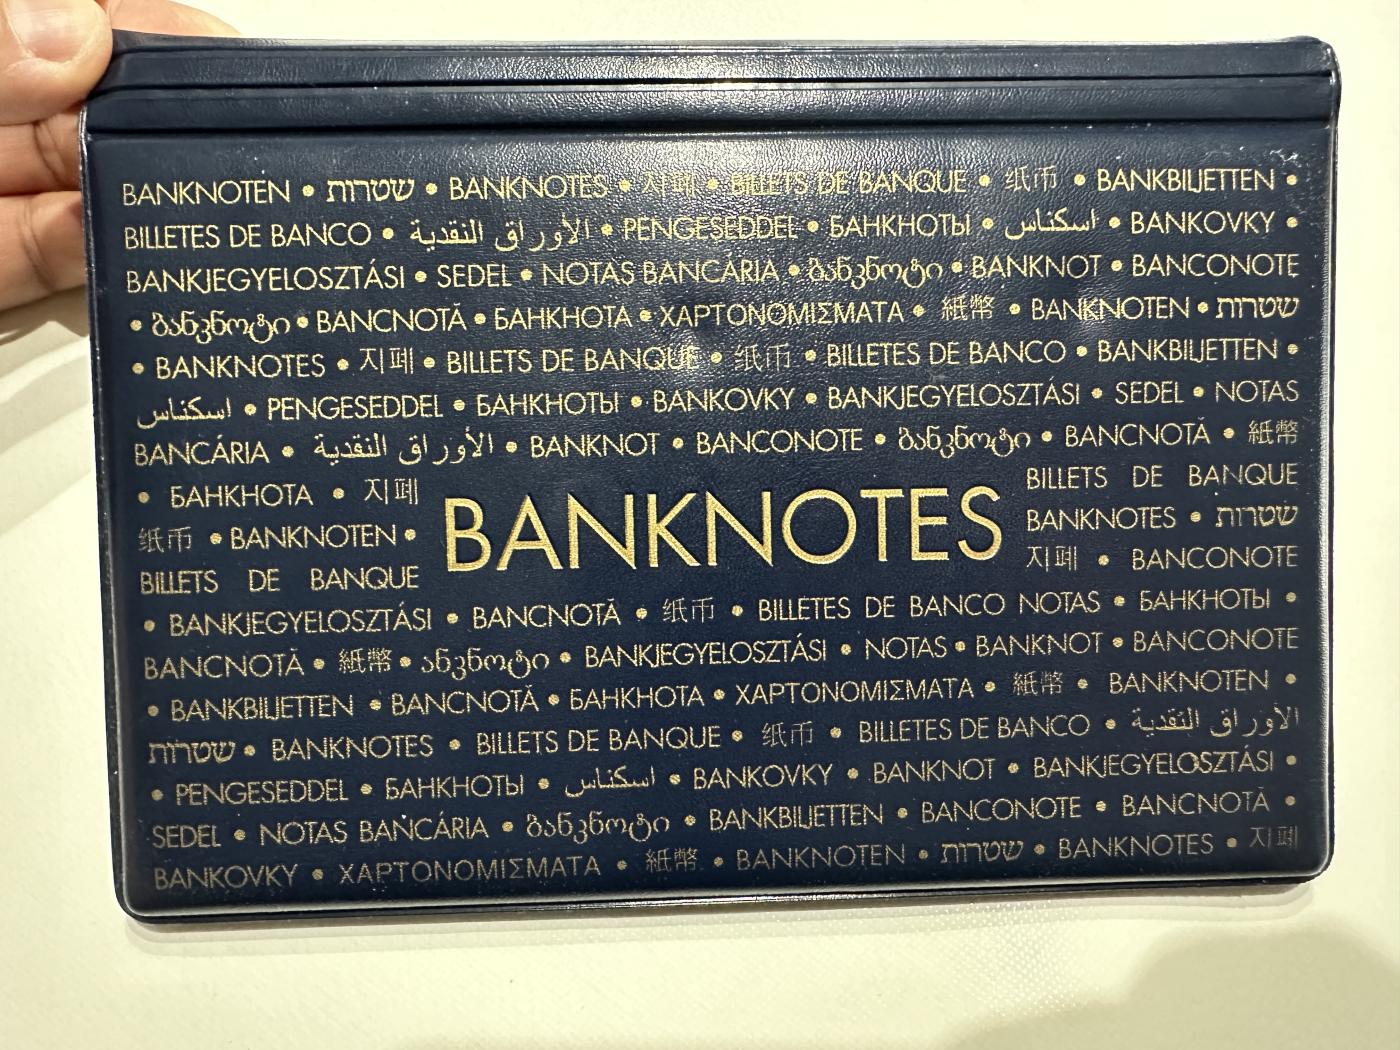 BANKNOTEN • שטרות • BANKNOTES • 지폐 • BILLETS DE BANQUE • 纸币 • BANKBILJETTEN •
BILLETES DE BANCO • الأوراق النقدية • PENGESEDDEL • БАНКНОТЫ • اسكناس • BANKOVKY •
BANKJEGYELOSZTÁSI • SEDEL • NOTAS BANCÁRIA • ბანკნოტი • BANKNOT • BANCONOTE
• ბანკნოტი • BANCNOTĂ • БАНКНОТА • ΧΑΡΤΟΝΟΜΙΣΜΑΤΑ • 紙幣 • BANKNOTEN • שטרות
• BANKNOTES • 지폐 • BILLETS DE BANQUE • 纸币 • BILLETES DE BANCO • BANKBILJETTEN •
اسكناس • PENGESEDDEL • БАНКНОТЫ • BANKOVKY • BANKJEGYELOSZTÁSI • SEDEL • NOTAS
BANCÁRIA • الأوراق النقدية • BANKNOT • BANCONOTE • ბანკნოტი • BANCNOTĂ • 紙幣
• БАНКНОТА • 지폐
纸币 • BANKNOTEN •
BILLETS DE BANQUE
BANKNOTES
BILLETS DE BANQUE
BANKNOTES • שטרות
지폐 • BANCONOTE
• BANKJEGYELOSZTÁSI • BANCNOTĂ • 纸币 • BILLETES DE BANCO NOTAS • БАНКНОТЫ •
BANCNOTĂ • 紙幣 • ანკნოტი • BANKJEGYELOSZTÁSI • NOTAS • BANKNOT • BANCONOTE
• BANKBILJETTEN • BANCNOTĂ • БАНКНОТА • ΧΑΡΤΟΝΟΜΙΣΜΑΤΑ • 紙幣 • BANKNOTEN •
שטרות • BANKNOTES • BILLETS DE BANQUE • 纸币 • BILLETES DE BANCO • الأوراق النقدية
• PENGESEDDEL • БАНКНОТЫ • اسكناس • BANKOVKY • BANKNOT • BANKJEGYELOSZTÁSI •
SEDEL • NOTAS BANCÁRIA • ბანკნოტი • BANKBILJETTEN • BANCONOTE • BANCNOTĂ •
BANKOVKY • ΧΑΡΤΟΝΟΜΙΣΜΑΤΑ • 紙幣 • BANKNOTEN • שטרות • BANKNOTES • 지폐